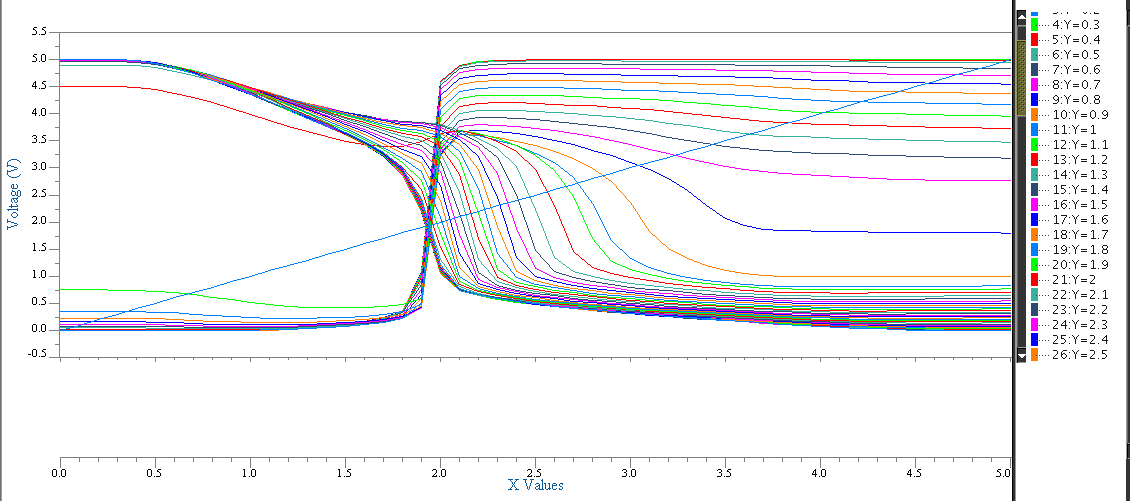 5.5
5.0
4.5
4.0
3.5
3.0
2.5
2.0
1.5
1.0
0.5
0.0
-0.5
Voltage (V)
0.0 0.5 1.0 1.5 2.0 2.5 3.0 3.5 4.0 4.5 5.0
X Values
4:Y=0.3
5:Y=0.4
6:Y=0.5
7:Y=0.6
8:Y=0.7
9:Y=0.8
10:Y=0.9
11:Y=1
12:Y=1.1
13:Y=1.2
14:Y=1.3
15:Y=1.4
16:Y=1.5
17:Y=1.6
18:Y=1.7
19:Y=1.8
20:Y=1.9
21:Y=2
22:Y=2.1
23:Y=2.2
24:Y=2.3
25:Y=2.4
26:Y=2.5